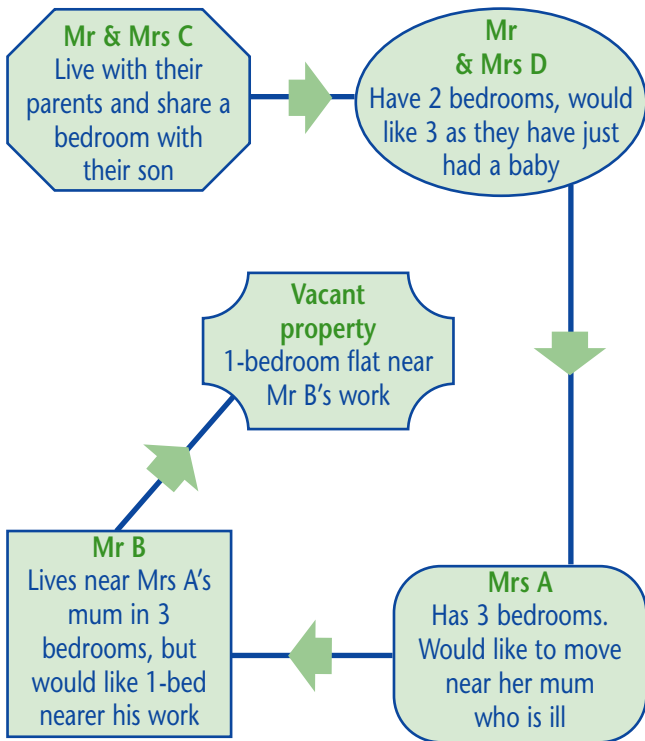 Mr & Mrs C
Live with their
parents and share a
bedroom with
their son
Mr
& Mrs D
Have 2 bedrooms, would
like 3 as they have just
had a baby
Vacant
property
1-bedroom flat near
Mr B’s work
Mr B
Lives near Mrs A’s
mum in 3
bedrooms, but
would like 1-bed
nearer his work
Mrs A
Has 3 bedrooms.
Would like to move
near her mum
who is ill